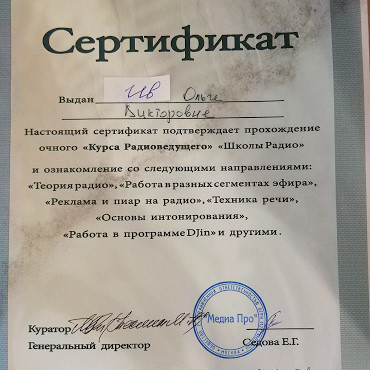 Сертификат
Выдан Ив Ольге
Викторовне
Настоящий сертификат подтверждает прохождение
очного «Курса Радиоведущего» «Школы Радио»
и ознакомление со следующими направлениями:
«Теория радио», «Работа в разных сегментах эфира»,
«Реклама и пиар на радио», «Техника речи»,
«Основы интонирования»,
«Работа в программе DJin» и другими.
"Медиа Про"
Куратор
Генеральный директор Седова Е.Г.